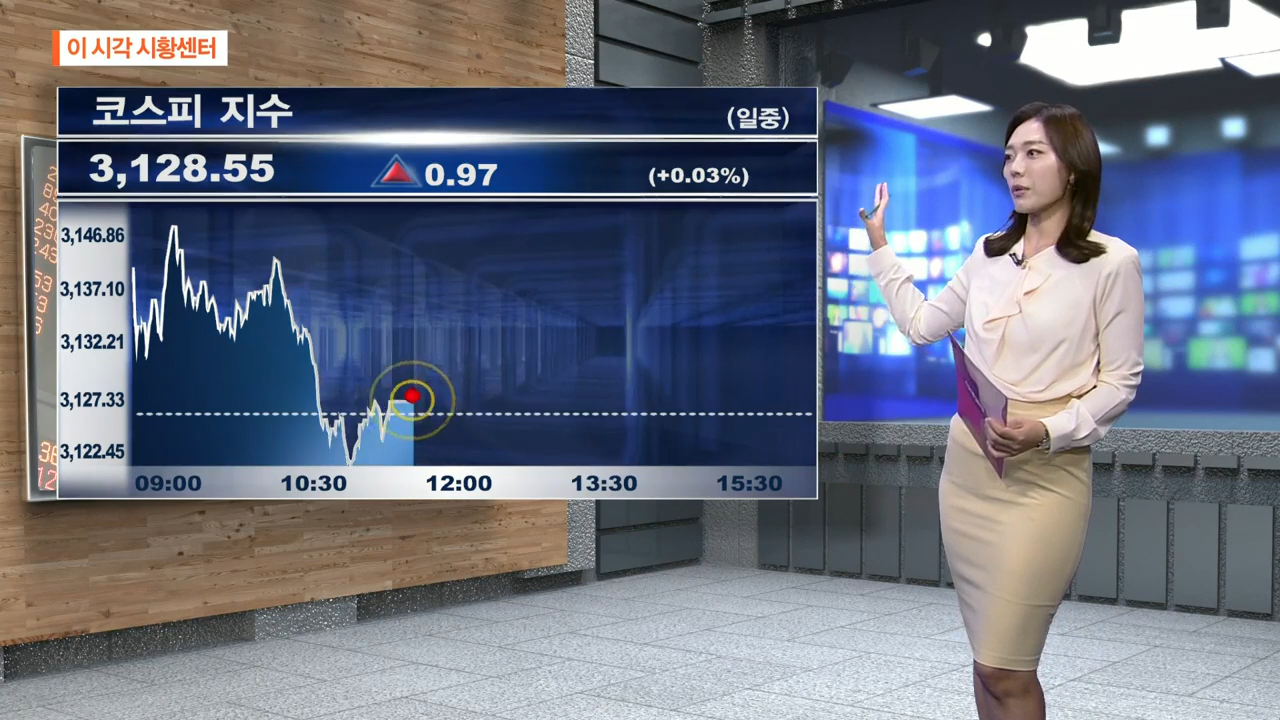 이 시각 시황센터
코스피 지수 (일중)
3,128.55 ▲ 0.97 (+0.03%)
3,146.86
3,137.10
3,132.21
3,127.33
3,122.45
09:00 10:30 12:00 13:30 15:30